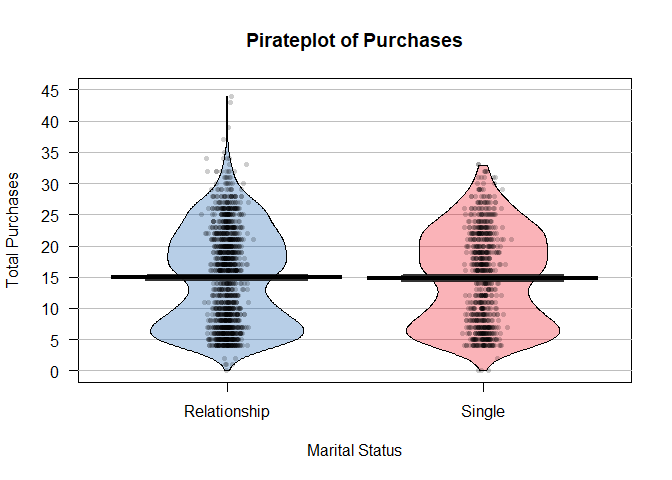 Pirateplot of Purchases
45
40
35
30
25
20
15
10
5
0
Total Purchases
Relationship
Single
Marital Status